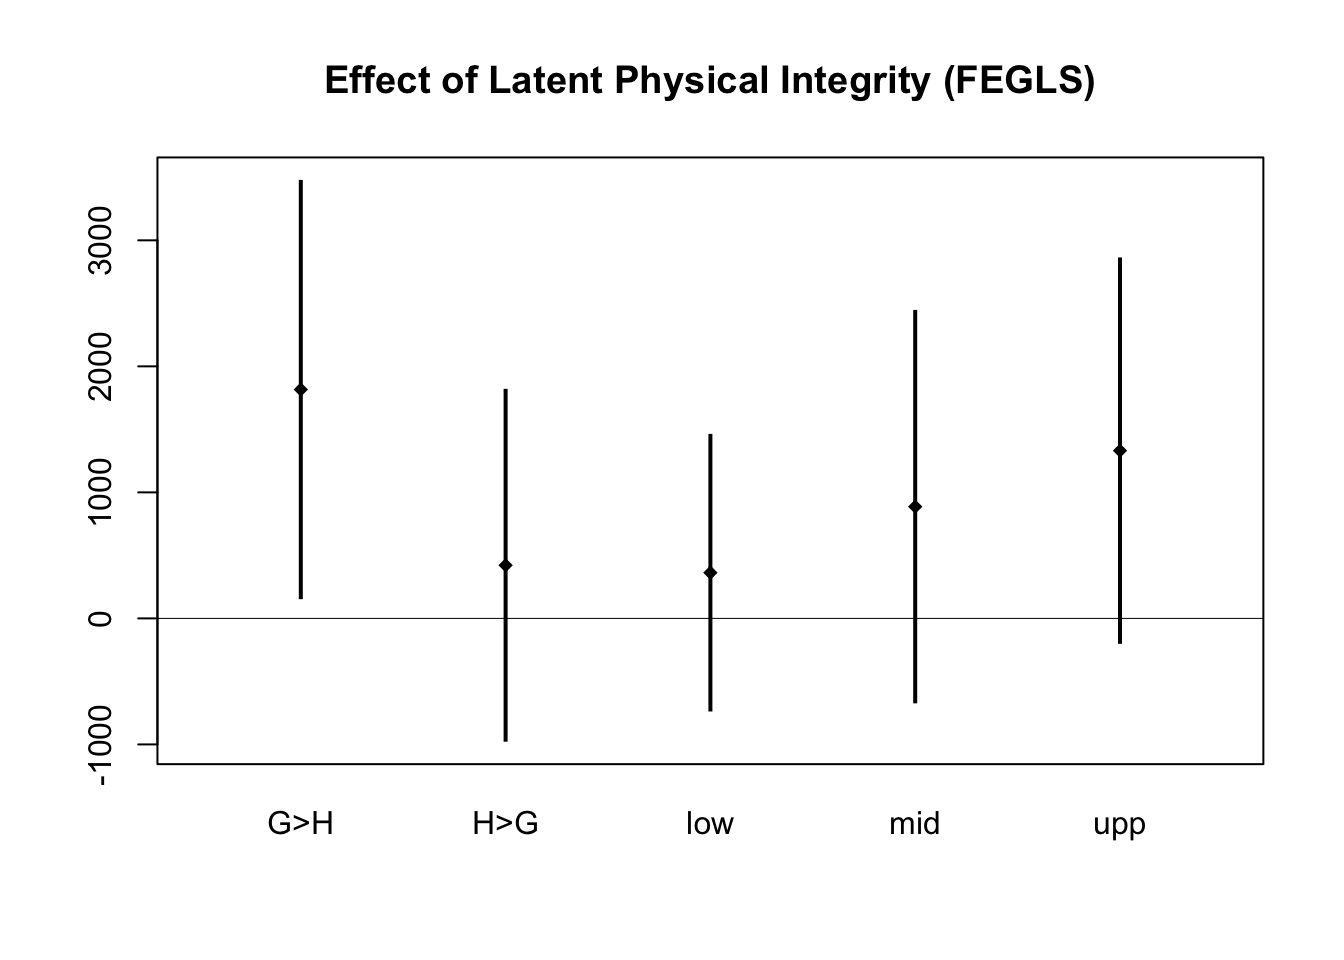 Effect of Latent Physical Integrity (FEGLS)
3000
2000
1000
0
-1000
G>H H>G low mid upp